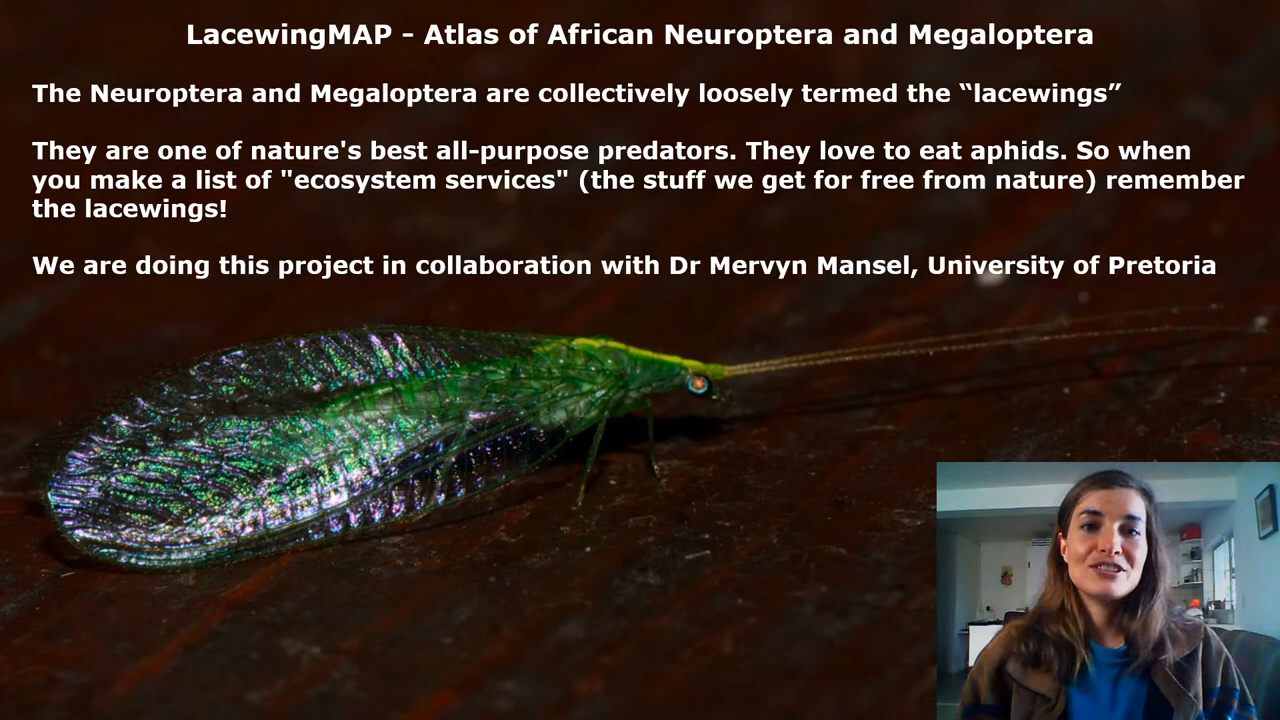 LacewingMAP - Atlas of African Neuroptera and Megaloptera
The Neuroptera and Megaloptera are collectively loosely termed the “lacewings”
They are one of nature's best all-purpose predators. They love to eat aphids. So when
you make a list of "ecosystem services" (the stuff we get for free from nature) remember
the lacewings!
We are doing this project in collaboration with Dr Mervyn Mansel, University of Pretoria